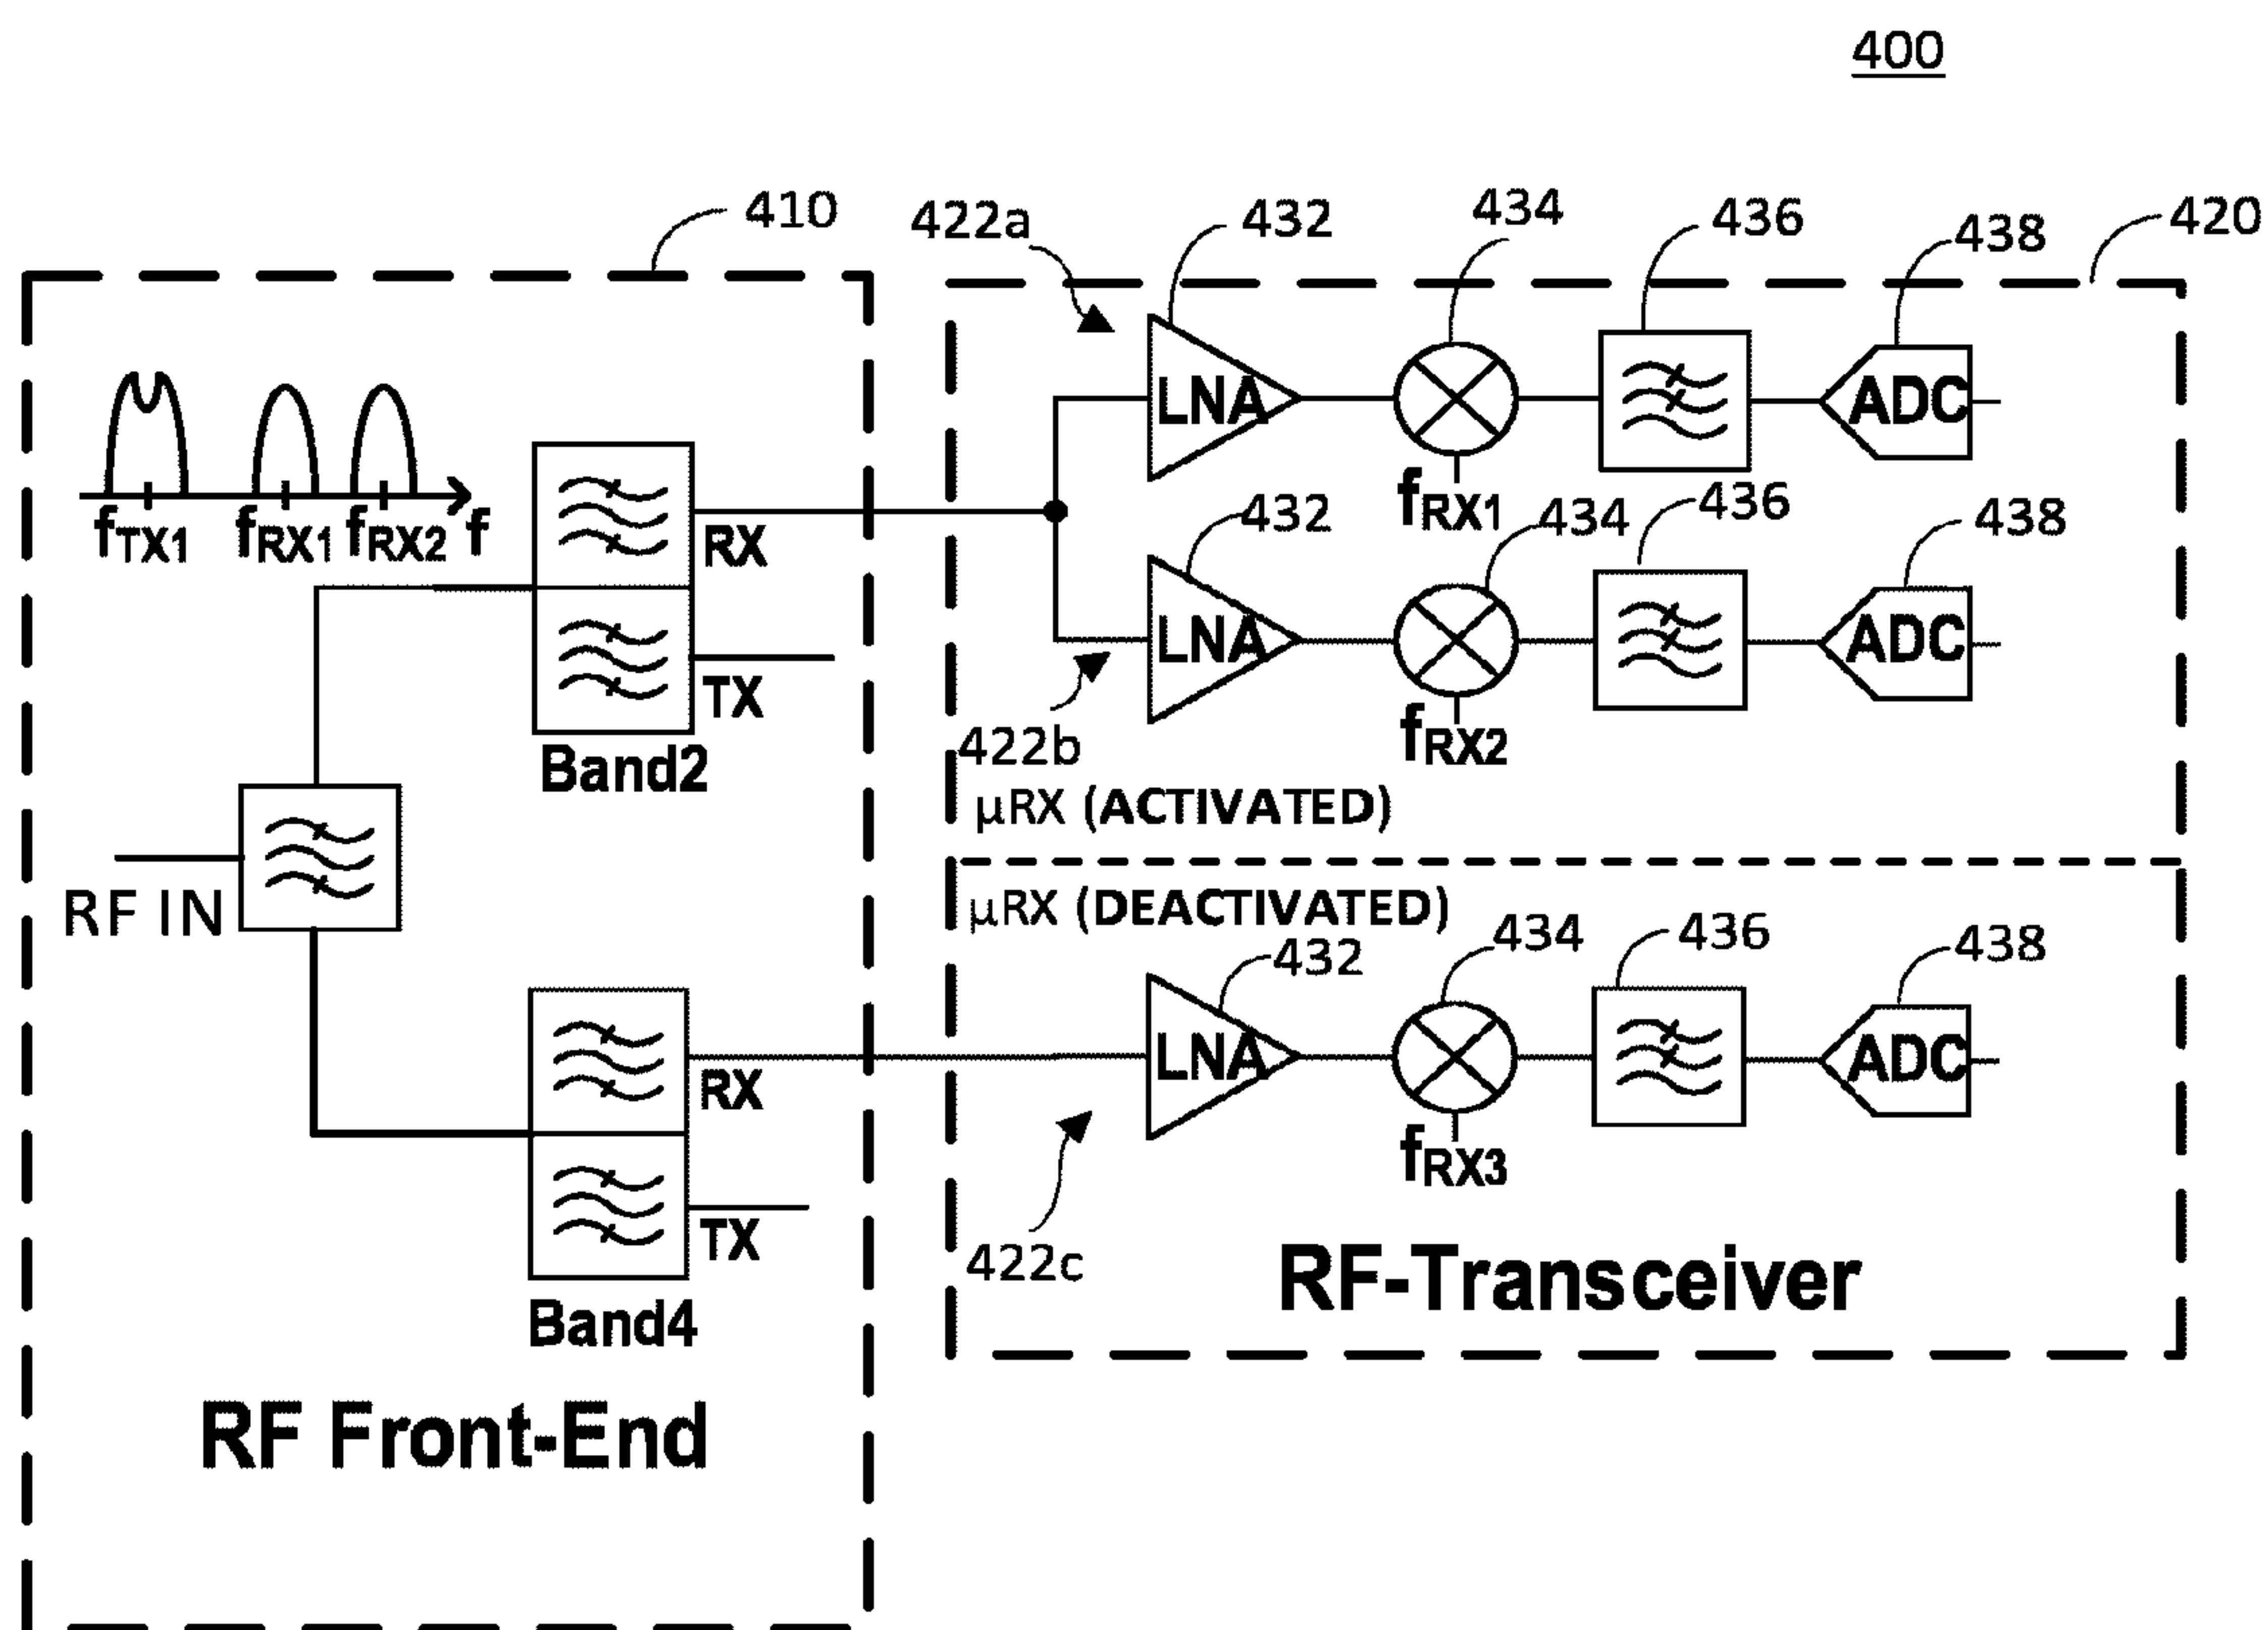 400
410
422a
432
434
436
438
420
LNA
ADC
fTX1
fRX1
fRX2
f
RX
fRX1
432
434
436
438
LNA
ADC
TX
Band2
422b
fRX2
µRX (ACTIVATED)
RF IN
µRX (DEACTIVATED)
432
434
436
438
LNA
ADC
RX
fRX3
TX
422c
Band4
RF-Transceiver
RF Front-End